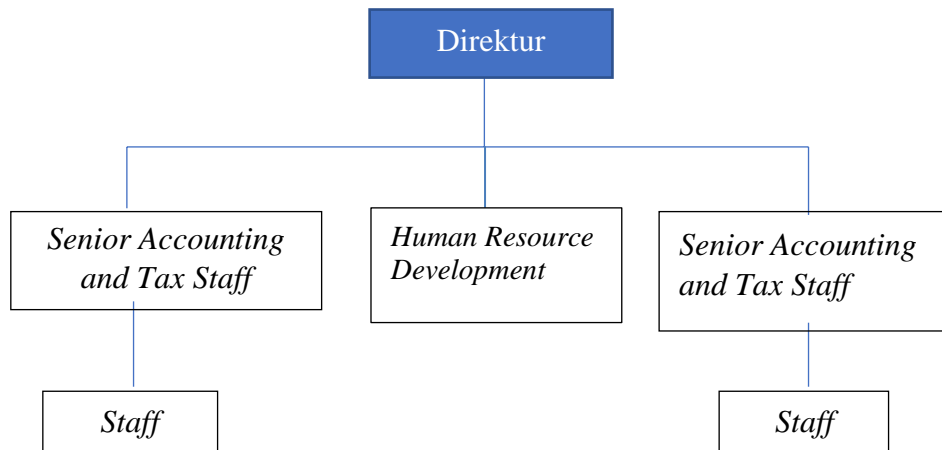 Direktur
Senior Accounting
and Tax Staff
Human Resource
Development
Senior Accounting
and Tax Staff
Staff
Staff